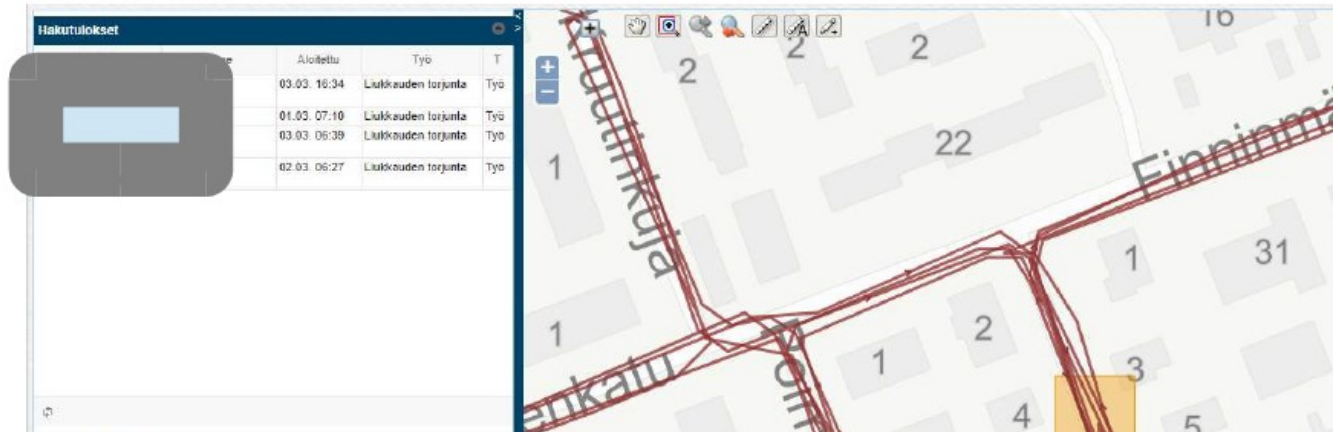 Hakutulokset
Aloitettu Työ T
03.03. 16:34 Liukkauden torjunta Työ
01.03. 07:10 Liukkauden torjunta Työ
03.03. 06:39 Liukkauden torjunta Työ
02.03. 06:27 Liukkauden torjunta Työ
16
2
2
2
22
1
31
1
1
2
1
3
4
5
enkatu